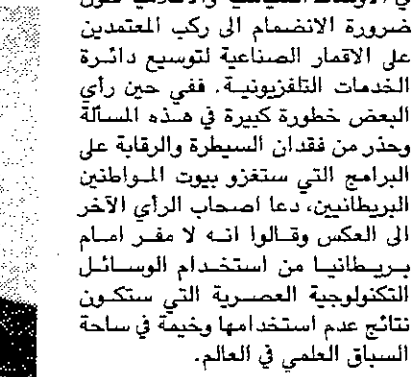 ضرورة الانضمام الى ركب المعتمدين
على الاقمار الصناعية لتوسيع دائرة
الخدمات التلفزيونية. ففي حين رأي
البعض خطورة كبيرة في هذه المسألة
وحذر من فقدان السيطرة والرقابة على
البرامج التي ستغزو بيوت المواطنين
البريطانيين، دعا اصحاب الرأي الآخر
الى العكس وقالوا انه لا مفر امام
بريطانيا من استخدام الوسائل
التكنولوجية العصرية التي ستكون
نتائج عدم استخدامها وخيمة في ساحة
السباق العلمي في العالم.